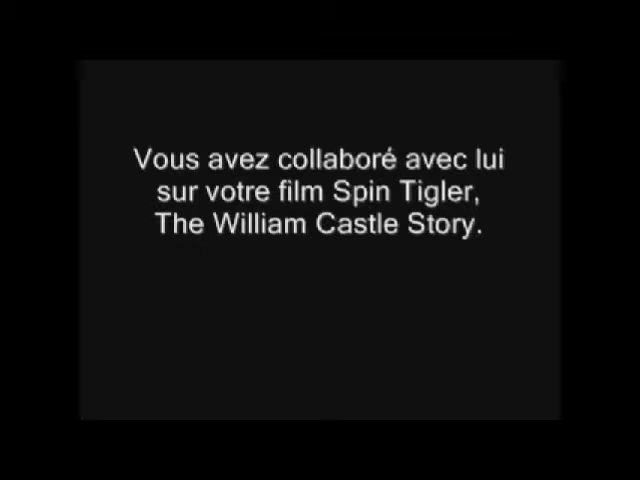 Vous avez collaboré avec lui
sur votre film Spin Tigler,
The William Castle Story.